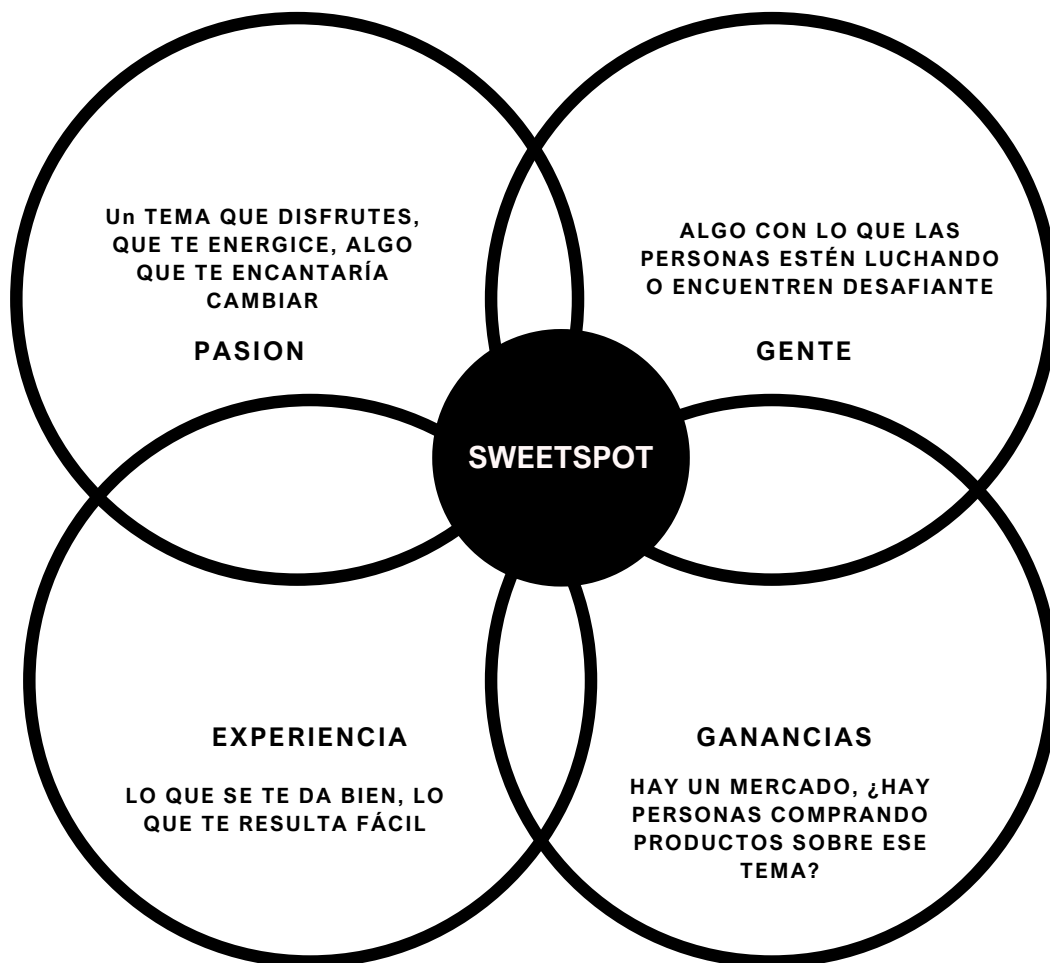 Un TEMA QUE DISFRUTES,
QUE TE ENERGICE, ALGO
QUE TE ENCANTARÍA
CAMBIAR
PASION
ALGO CON LO QUE LAS
PERSONAS ESTÉN LUCHANDO
O ENCUENTREN DESAFIANTE
GENTE
SWEETSPOT
EXPERIENCIA
LO QUE SE TE DA BIEN, LO
QUE TE RESULTA FÁCIL
GANANCIAS
HAY UN MERCADO, ¿HAY
PERSONAS COMPRANDO
PRODUCTOS SOBRE ESE
TEMA?